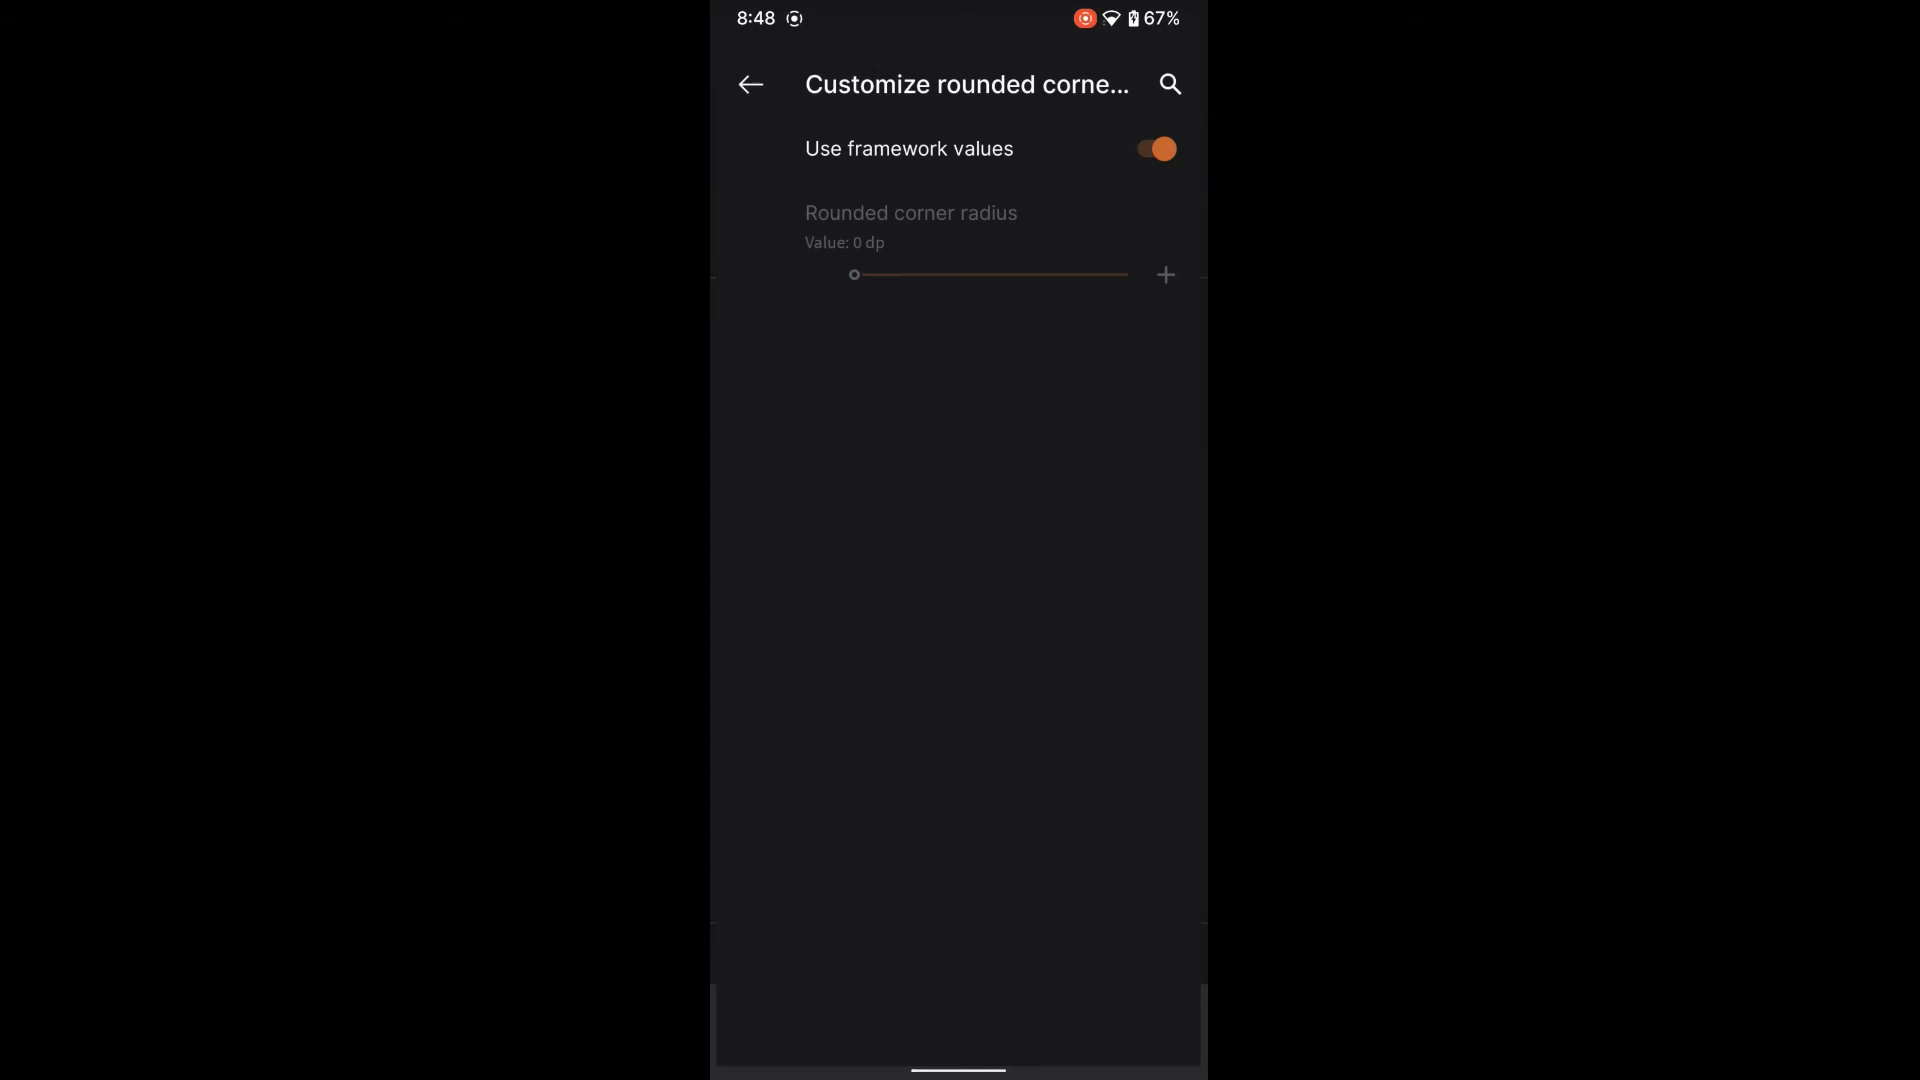 8:48
67%
Customize rounded corne...
Use framework values
Rounded corner radius
Value: 0 dp